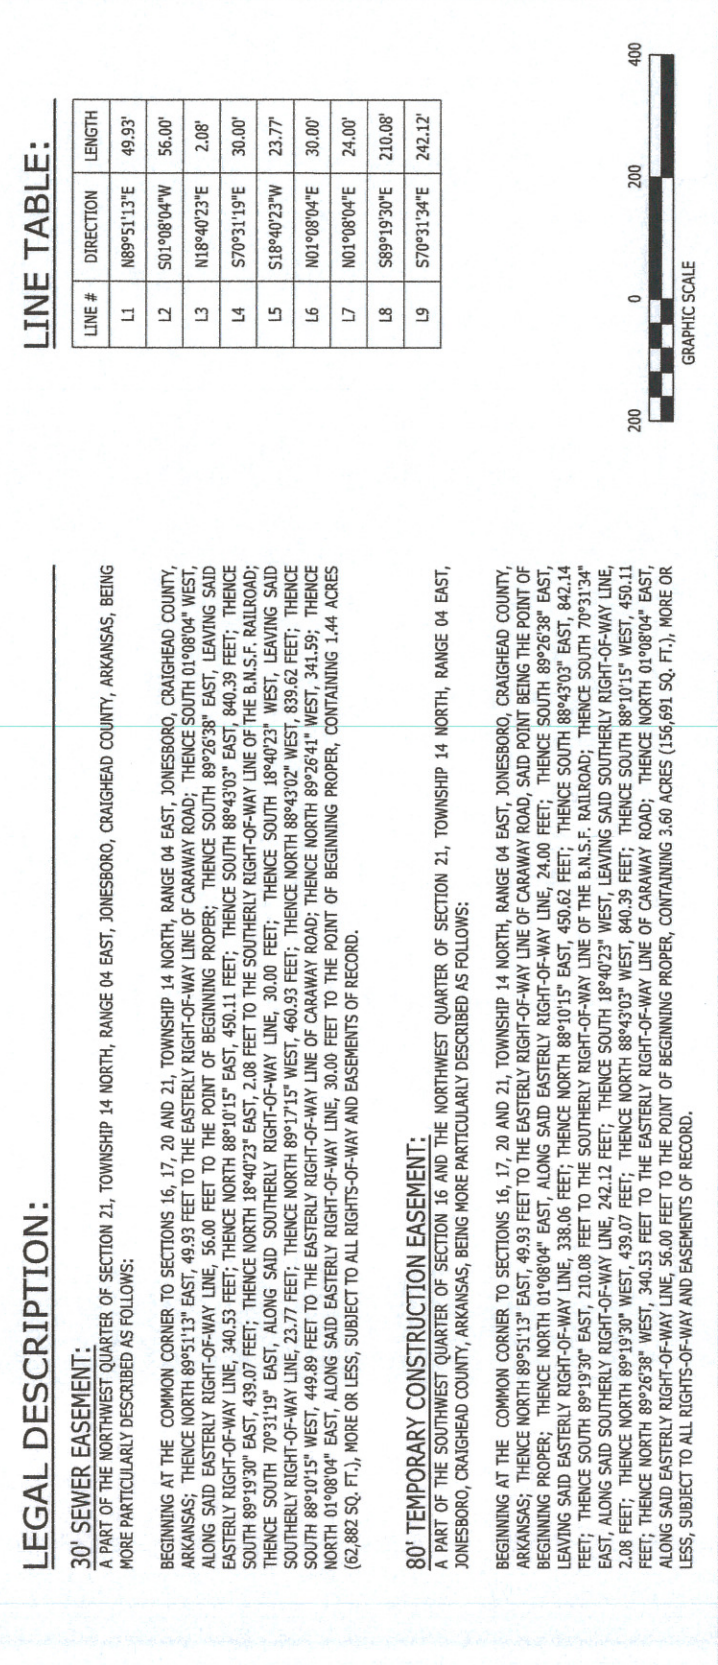 LEGAL DESCRIPTION:
30' SEWER EASEMENT:
A PART OF THE NORTHWEST QUARTER OF SECTION 21, TOWNSHIP 14 NORTH, RANGE 04 EAST, JONESBORO, CRAIGHEAD COUNTY, ARKANSAS, BEING
MORE PARTICULARLY DESCRIBED AS FOLLOWS:
BEGINNING AT THE COMMON CORNER TO SECTIONS 16, 17, 20 AND 21, TOWNSHIP 14 NORTH, RANGE 04 EAST, JONESBORO, CRAIGHEAD COUNTY,
ARKANSAS; THENCE NORTH 89°51'13" EAST, 49.93 FEET TO THE EASTERLY RIGHT-OF-WAY LINE OF CARAWAY ROAD; THENCE SOUTH 01°08'04" WEST,
ALONG SAID EASTERLY RIGHT-OF-WAY LINE, 56.00 FEET TO THE POINT OF BEGINNING PROPER; THENCE SOUTH 89°26'38" EAST, LEAVING SAID
EASTERLY RIGHT-OF-WAY LINE, 340.53 FEET; THENCE NORTH 88°10'15" EAST, 450.11 FEET; THENCE SOUTH 88°43'03" EAST, 840.39 FEET; THENCE
SOUTH 89°19'30" EAST, 439.07 FEET; THENCE NORTH 18°40'23" EAST, 2.08 FEET TO THE SOUTHERLY RIGHT-OF-WAY LINE OF THE B.N.S.F. RAILROAD;
THENCE SOUTH 70°31'19" EAST, ALONG SAID SOUTHERLY RIGHT-OF-WAY LINE, 30.00 FEET; THENCE SOUTH 18°40'23" WEST, LEAVING SAID
SOUTHERLY RIGHT-OF-WAY LINE, 23.77 FEET; THENCE NORTH 89°17'15" WEST, 460.93 FEET; THENCE NORTH 88°43'02" WEST, 839.62 FEET; THENCE
SOUTH 88°10'15" WEST, 449.89 FEET TO THE EASTERLY RIGHT-OF-WAY LINE OF CARAWAY ROAD; THENCE NORTH 89°26'41" WEST, 341.59; THENCE
NORTH 01°08'04" EAST, ALONG SAID EASTERLY RIGHT-OF-WAY LINE, 30.00 FEET TO THE POINT OF BEGINNING PROPER, CONTAINING 1.44 ACRES
(62,882 SQ. FT.), MORE OR LESS, SUBJECT TO ALL RIGHTS-OF-WAY AND EASEMENTS OF RECORD.
80' TEMPORARY CONSTRUCTION EASEMENT:
A PART OF THE SOUTHWEST QUARTER OF SECTION 16 AND THE NORTHWEST QUARTER OF SECTION 21, TOWNSHIP 14 NORTH, RANGE 04 EAST,
JONESBORO, CRAIGHEAD COUNTY, ARKANSAS, BEING MORE PARTICULARLY DESCRIBED AS FOLLOWS:
BEGINNING AT THE COMMON CORNER TO SECTIONS 16, 17, 20 AND 21, TOWNSHIP 14 NORTH, RANGE 04 EAST, JONESBORO, CRAIGHEAD COUNTY,
ARKANSAS; THENCE NORTH 89°51'13" EAST, 49.93 FEET TO THE EASTERLY RIGHT-OF-WAY LINE OF CARAWAY ROAD, SAID POINT BEING THE POINT OF
BEGINNING PROPER; THENCE NORTH 01°08'04" EAST, ALONG SAID EASTERLY RIGHT-OF-WAY LINE, 24.00 FEET; THENCE SOUTH 89°26'38" EAST,
LEAVING SAID EASTERLY RIGHT-OF-WAY LINE, 338.06 FEET; THENCE NORTH 88°10'15" EAST, 450.62 FEET; THENCE SOUTH 88°43'03" EAST, 842.14
FEET; THENCE SOUTH 89°19'30" EAST, 210.08 FEET TO THE SOUTHERLY RIGHT-OF-WAY LINE OF THE B.N.S.F. RAILROAD; THENCE SOUTH 70°31'34"
EAST, ALONG SAID SOUTHERLY RIGHT-OF-WAY LINE, 242.12 FEET; THENCE SOUTH 18°40'23" WEST, LEAVING SAID SOUTHERLY RIGHT-OF-WAY LINE,
2.08 FEET; THENCE NORTH 89°19'30" WEST, 439.07 FEET; THENCE NORTH 88°43'03" WEST, 840.39 FEET; THENCE SOUTH 88°10'15" WEST, 450.11
FEET; THENCE NORTH 89°26'38" WEST, 340.53 FEET TO THE EASTERLY RIGHT-OF-WAY LINE OF CARAWAY ROAD; THENCE NORTH 01°08'04" EAST,
ALONG SAID EASTERLY RIGHT-OF-WAY LINE, 56.00 FEET TO THE POINT OF BEGINNING PROPER, CONTAINING 3.60 ACRES (156,691 SQ. FT.), MORE OR
LESS, SUBJECT TO ALL RIGHTS-OF-WAY AND EASEMENTS OF RECORD.
LINE TABLE:
LINE # DIRECTION LENGTH
L1 N89°51'13"E 49.93'
L2 S01°08'04"W 56.00'
L3 N18°40'23"E 2.08'
L4 S70°31'19"E 30.00'
L5 S18°40'23"W 23.77'
L6 N01°08'04"E 30.00'
L7 N01°08'04"E 24.00'
L8 S89°19'30"E 210.08'
L9 S70°31'34"E 242.12'
200 0 200 400
GRAPHIC SCALE